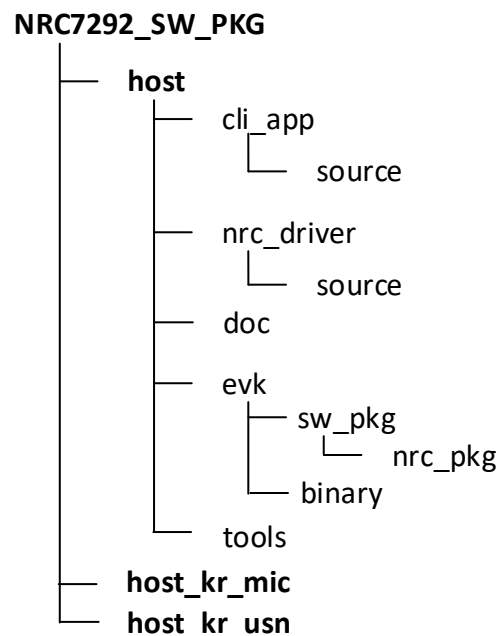 NRC7292_SW_PKG
host
cli_app
source
nrc_driver
source
doc
evk
sw_pkg
nrc_pkg
binary
tools
host_kr_mic
host_kr_usn